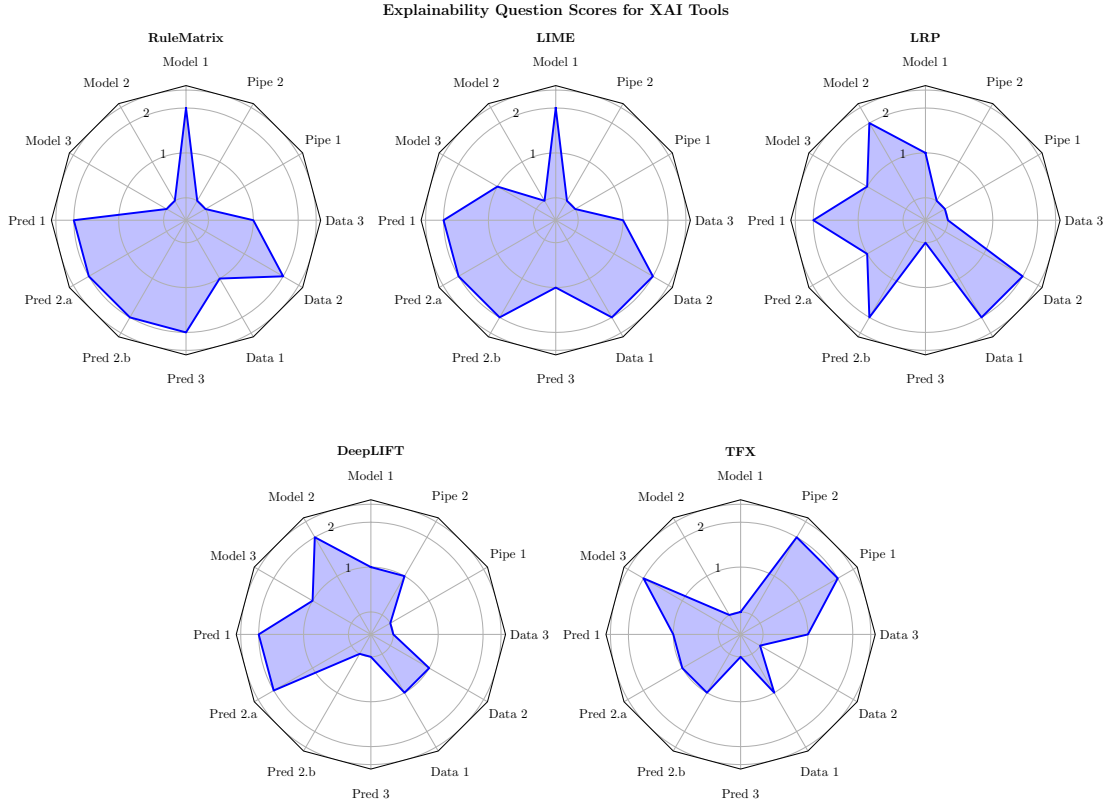 Explainability Question Scores for XAI Tools
RuleMatrix
Model 1
Model 2
Pipe 2
2
Model 3
1
Pipe 1
Pred 1
Data 3
Pred 2.a
Data 2
Pred 2.b
Data 1
Pred 3
LIME
Model 1
Model 2
Pipe 2
2
Model 3
1
Pipe 1
Pred 1
Data 3
Pred 2.a
Data 2
Pred 2.b
Data 1
Pred 3
LRP
Model 1
Model 2
Pipe 2
2
Model 3
1
Pipe 1
Pred 1
Data 3
Pred 2.a
Data 2
Pred 2.b
Data 1
Pred 3
DeepLIFT
Model 1
Model 2
Pipe 2
2
Model 3
1
Pipe 1
Pred 1
Data 3
Pred 2.a
Data 2
Pred 2.b
Data 1
Pred 3
TFX
Model 1
Model 2
Pipe 2
2
Model 3
1
Pipe 1
Pred 1
Data 3
Pred 2.a
Data 2
Pred 2.b
Data 1
Pred 3